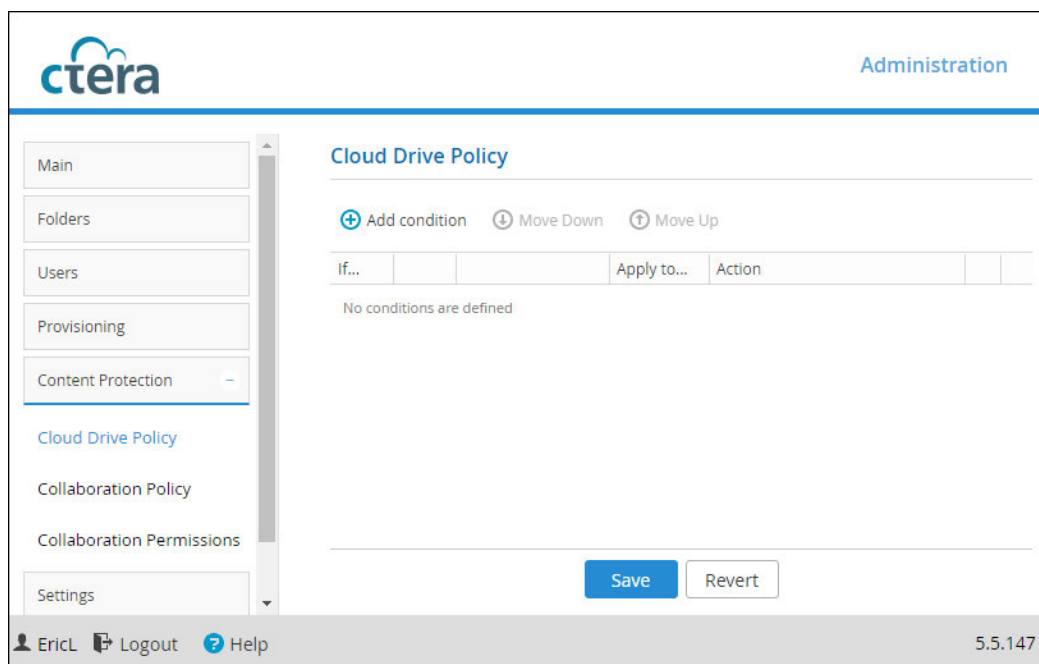 ctera
Administration
Main
Folders
Users
Provisioning
Content Protection
Cloud Drive Policy
Collaboration Policy
Collaboration Permissions
Settings
Cloud Drive Policy
Add condition Move Down Move Up
If... Apply to... Action
No conditions are defined
Save Revert
EricL Logout ? Help 5.5.147